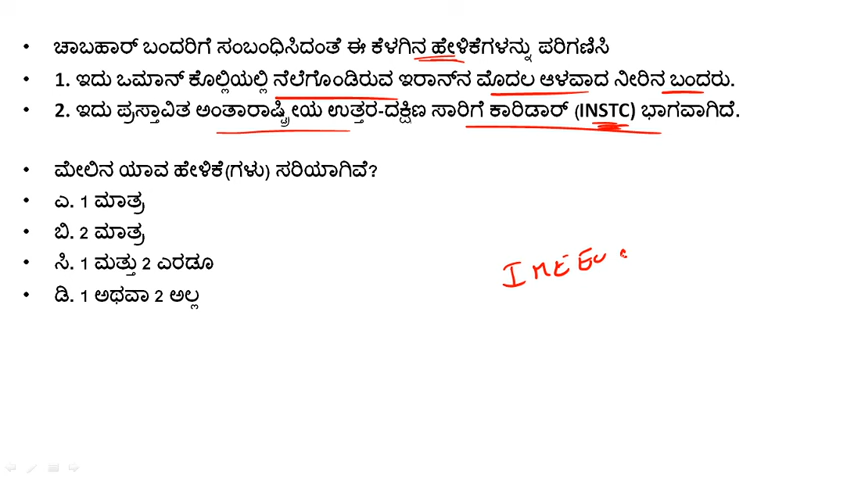 • ಚಾಬಹಾರ್ ಬಂದರಿಗೆ ಸಂಬಂಧಿಸಿದಂತೆ ಈ ಕೆಳಗಿನ ಹೇಳಿಕೆಗಳನ್ನು ಪರಿಗಣಿಸಿ
• 1. ಇದು ಒಮಾನ್ ಕೊಲ್ಲಿಯಲ್ಲಿ ನೆಲೆಗೊಂಡಿರುವ ಇರಾನ್‌ನ ಮೊದಲ ಆಳವಾದ ನೀರಿನ ಬಂದರು.
• 2. ಇದು ಪ್ರಸ್ತಾವಿತ ಅಂತಾರಾಷ್ಟ್ರೀಯ ಉತ್ತರ-ದಕ್ಷಿಣ ಸಾರಿಗೆ ಕಾರಿಡಾರ್ (INSTC) ಭಾಗವಾಗಿದೆ.
• ಮೇಲಿನ ಯಾವ ಹೇಳಿಕೆ(ಗಳು) ಸರಿಯಾಗಿವೆ?
• ಎ. 1 ಮಾತ್ರ
• ಬಿ. 2 ಮಾತ್ರ
• ಸಿ. 1 ಮತ್ತು 2 ಎರಡೂ
• ಡಿ. 1 ಅಥವಾ 2 ಅಲ್ಲ